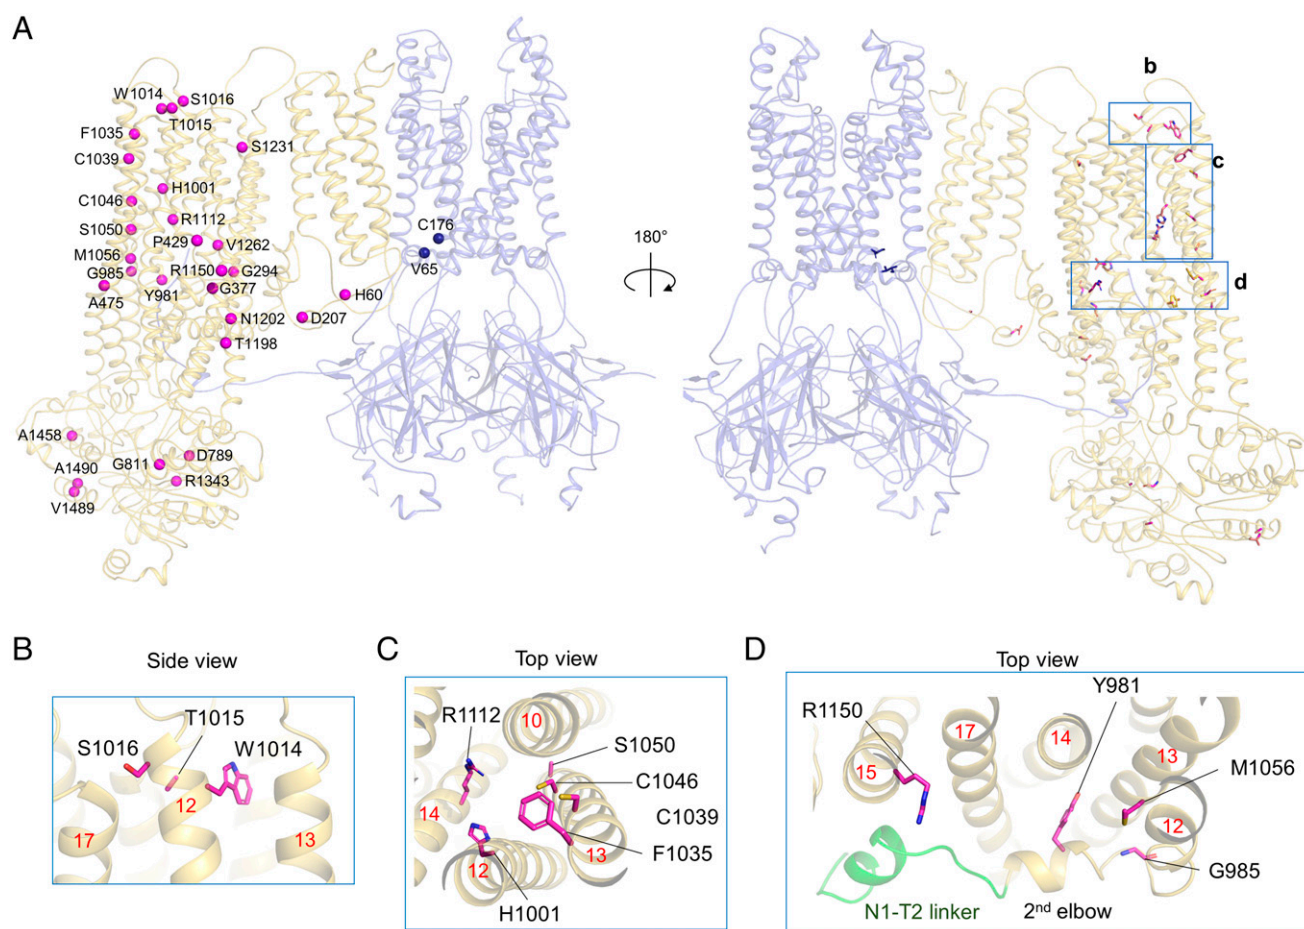 A
W1014
S1016
T1015
F1035
C1039
S1231
H1001
C1046
R1112
S1050
P429
V1262
M1056
G985
R1150
G294
A475
Y981
G377
H60
N1202
D207
T1198
A1458
D789
G811
A1490
R1343
V1489
C176
V65
180°
b
c
d
B
Side view
T1015
S1016
W1014
12
17
13
C
Top view
R1112
10
S1050
C1046
14
C1039
13
F1035
12
H1001
D
Top view
Y981
R1150
17
14
13
15
M1056
12
G985
N1-T2 linker
2nd elbow